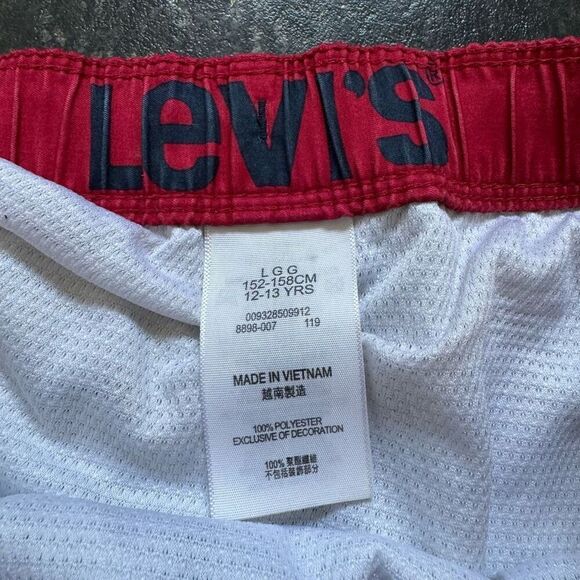 Levi's®
L G G
152-158CM
12-13 YRS
009328509912
8898-007 119
MADE IN VIETNAM
越南製造
100% POLYESTER
EXCLUSIVE OF DECORATION
100% 聚酯纖維
不包括裝飾部分